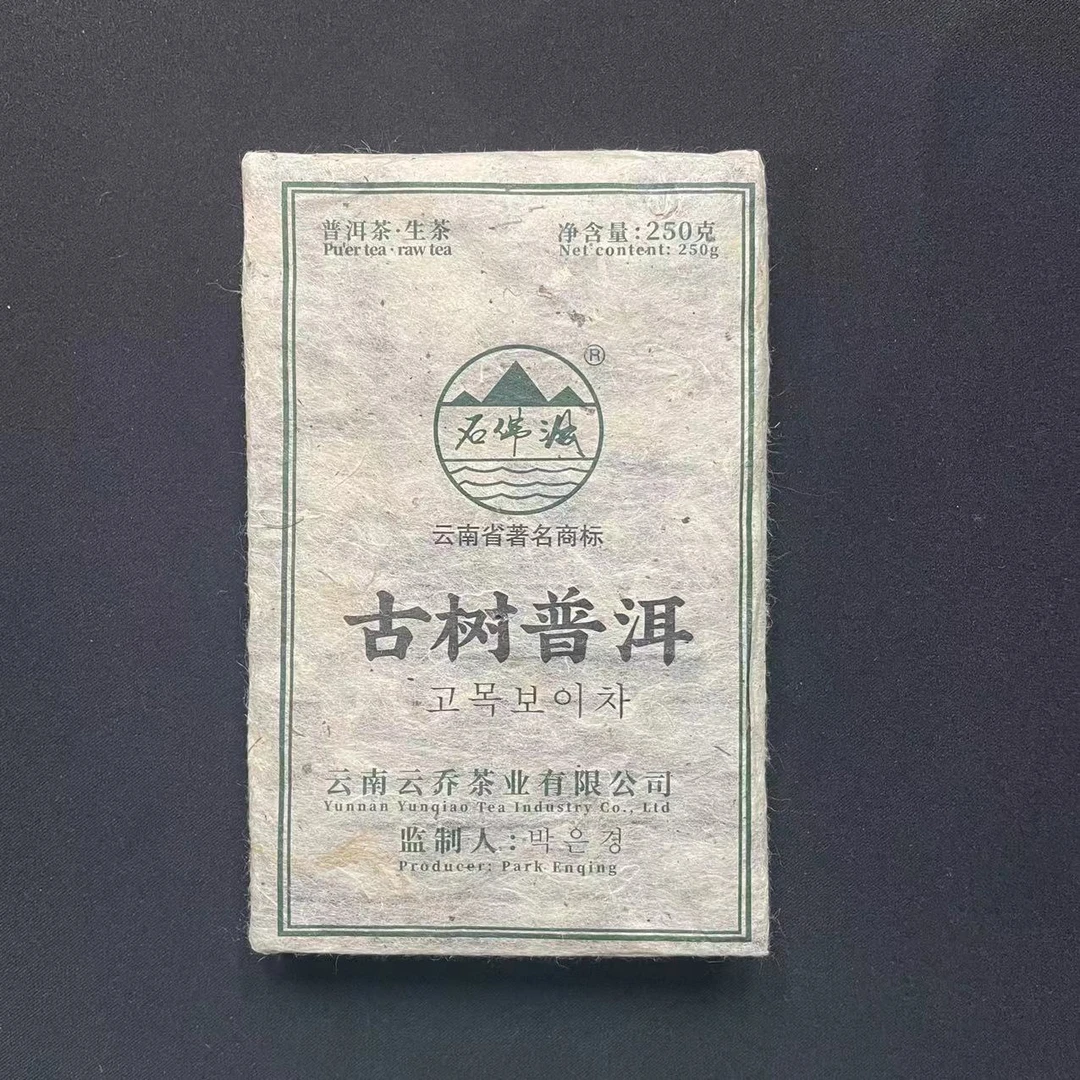 普洱茶·生茶
Pu'er tea · raw tea
净含量:250克
Net content: 250g
®
云南省著名商标
古树普洱
고목보이차
云南云乔茶业有限公司
Yunnan Yunqiao Tea Industry Co., Ltd
监制人:박은경
Producer: Park Enqing